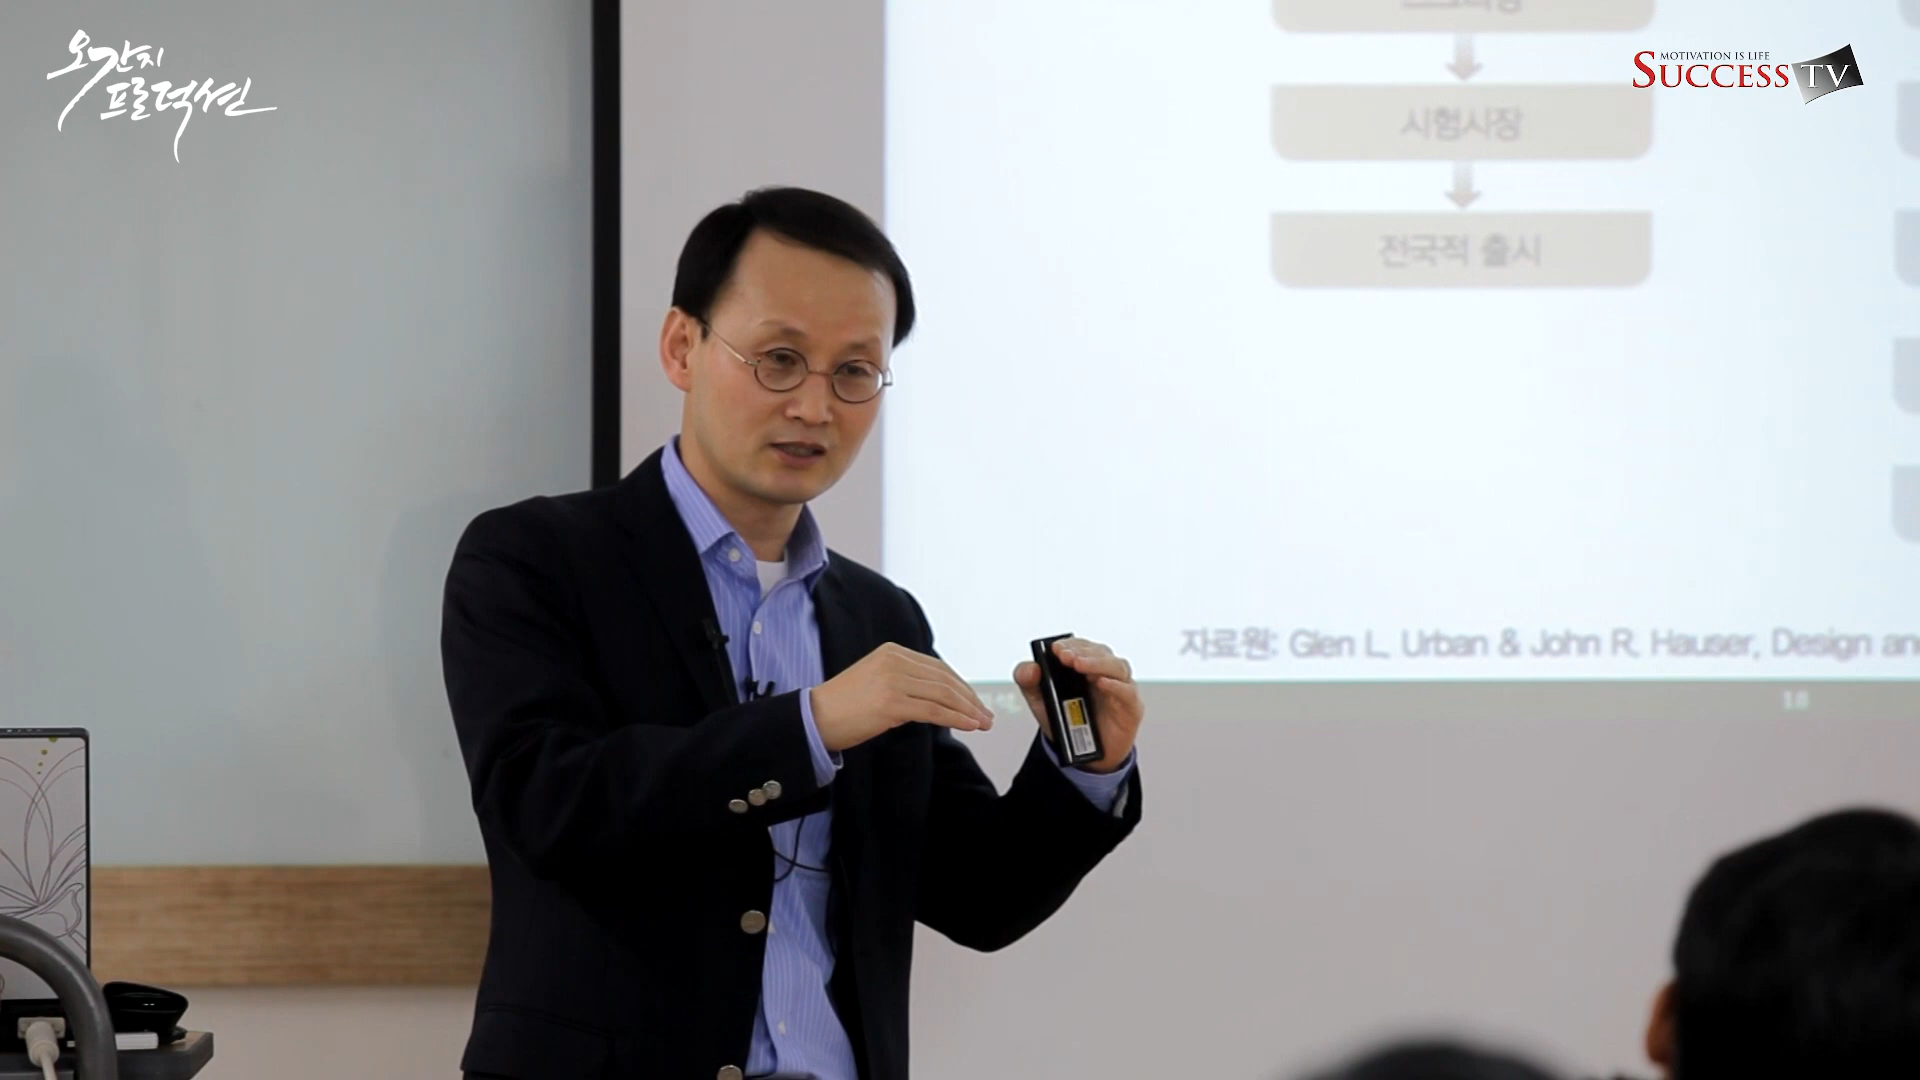 오간지
프로덕션
MOTIVATION IS LIFE
SUCCESS TV
시험시장
전국적 출시
자료원: Glen L. Urban & John R. Hauser, Design and
18